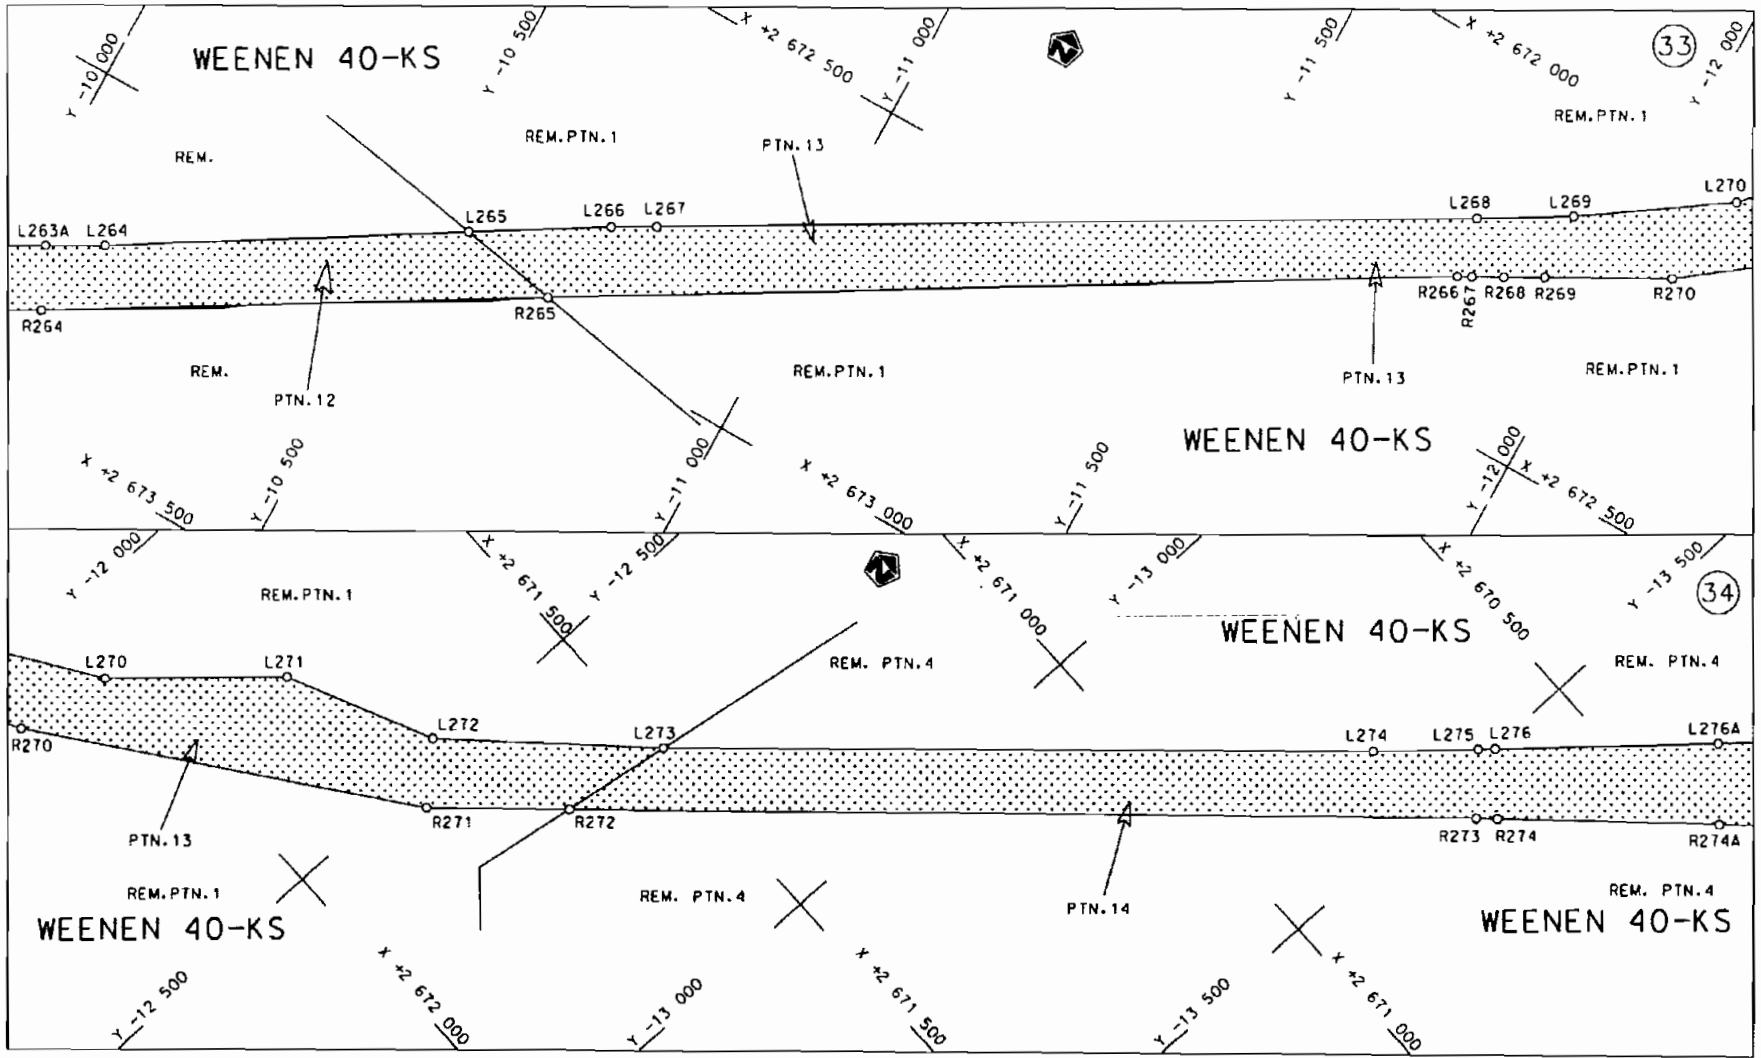 Y -10 000
WEENEN 40-KS
Y -10 500
X +2 672 500
Y -11 000
Y -11 500
X +2 672 000
33
Y -12 000
REM.
REM.PTN.1
PTN.13
REM.PTN.1
L263A
L264
L265
L266
L267
L268
L269
L270
R264
R265
R266
R267
R268
R269
R270
REM.
PTN.12
REM.PTN.1
PTN.13
REM.PTN.1
WEENEN 40-KS
X +2 673 500
Y -10 500
Y -11 000
X +2 673 000
Y -11 500
Y -12 000
X +2 672 500
Y -12 000
REM.PTN.1
X +2 671 500
Y -12 500
X +2 671 000
Y -13 000
X +2 670 500
Y -13 500
34
WEENEN 40-KS
REM. PTN.4
REM. PTN.4
L270
L271
L272
L273
L274
L275
L276
L276A
R270
R271
R272
R273
R274
R274A
PTN.13
REM.PTN.1
REM. PTN.4
PTN.14
REM. PTN.4
WEENEN 40-KS
WEENEN 40-KS
Y -12 500
X +2 672 000
Y -13 000
X +2 671 500
Y -13 500
X +2 671 000